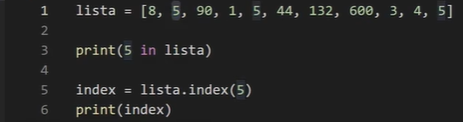 1 lista = [8, 5, 90, 1, 5, 44, 132, 600, 3, 4, 5]
2
3 print(5 in lista)
4
5 index = lista.index(5)
6 print(index)